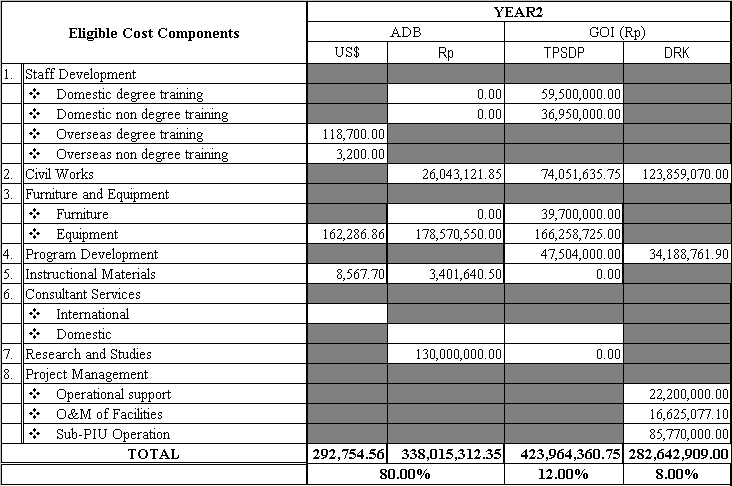 Eligible Cost Components YEAR2
ADB GOI (Rp)
US$ Rp TPSDP DRK
1. Staff Development
❖ Domestic degree training 0.00 59,500,000.00
❖ Domestic non degree training 0.00 36,950,000.00
❖ Overseas degree training 118,700.00
❖ Overseas non degree training 3,200.00
2. Civil Works 26,043,121.85 74,051,635.75 123,859,070.00
3. Furniture and Equipment
❖ Furniture 0.00 39,700,000.00
❖ Equipment 162,286.86 178,570,550.00 166,258,725.00
4. Program Development 47,504,000.00 34,188,761.90
5. Instructional Materials 8,567.70 3,401,640.50 0.00
6. Consultant Services
❖ International
❖ Domestic
7. Research and Studies 130,000,000.00 0.00
8. Project Management
❖ Operational support 22,200,000.00
❖ O&M of Facilities 16,625,077.10
❖ Sub-PIU Operation 85,770,000.00
TOTAL 292,754.56 338,015,312.35 423,964,360.75 282,642,909.00
80.00% 12.00% 8.00%